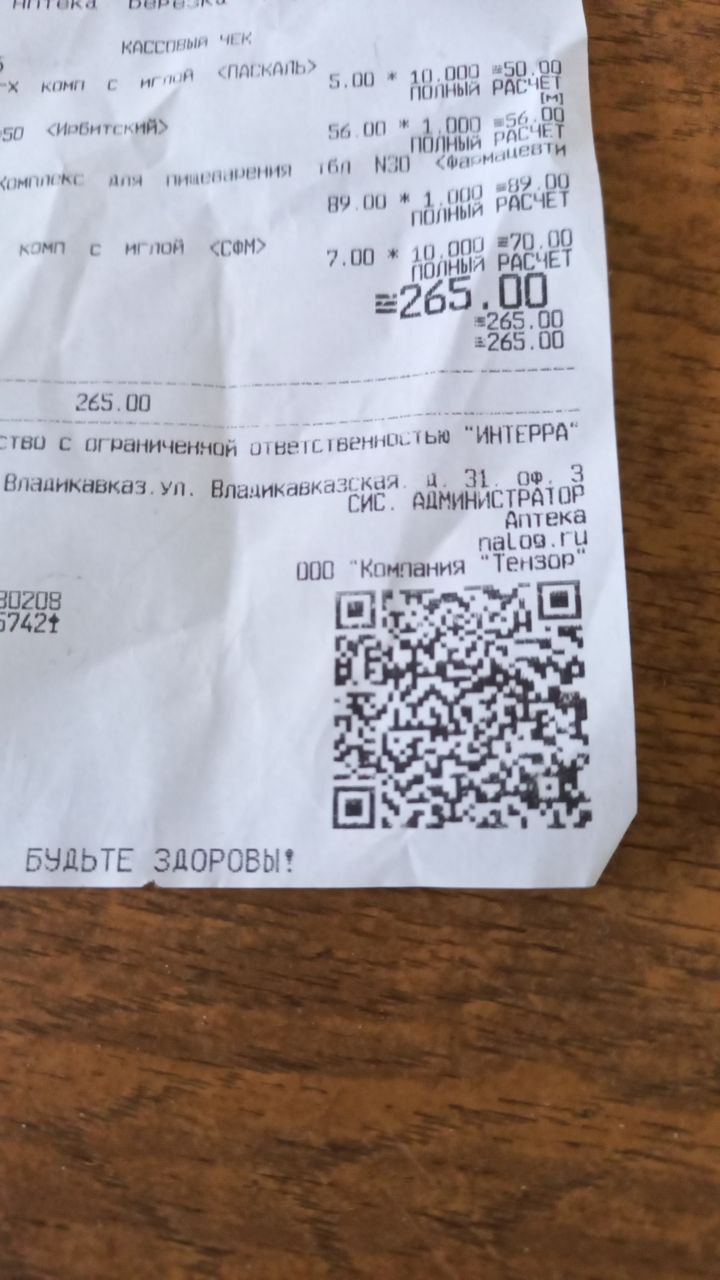 Аптека Березка
КАССОВЫЙ ЧЕК
-х комп с иглой <ПАСКАЛЬ>
5.00 * 10.000 ≡50.00
ПОЛНЫЙ РАСЧЕТ
[М]
50 <Ирбитский>
56.00 * 1.000 ≡56.00
ПОЛНЫЙ РАСЧЕТ
Комплекс для пищеварения тбл N30 <Фармацевти
89.00 * 1.000 ≡89.00
ПОЛНЫЙ РАСЧЕТ
комп с иглой <СФМ>
7.00 * 10.000 ≡70.00
ПОЛНЫЙ РАСЧЕТ
≡265.00
≡265.00
≡265.00
265.00
ство с ограниченной ответственностью "ИНТЕРРА"
Владикавказ.ул. Владикавказская. д. 31. оф. 3
СИС. АДМИНИСТРАТОР
Аптека
nalog.ru
ООО "Компания "Тензор"
80208
5742
БУДЬТЕ ЗДОРОВЫ!